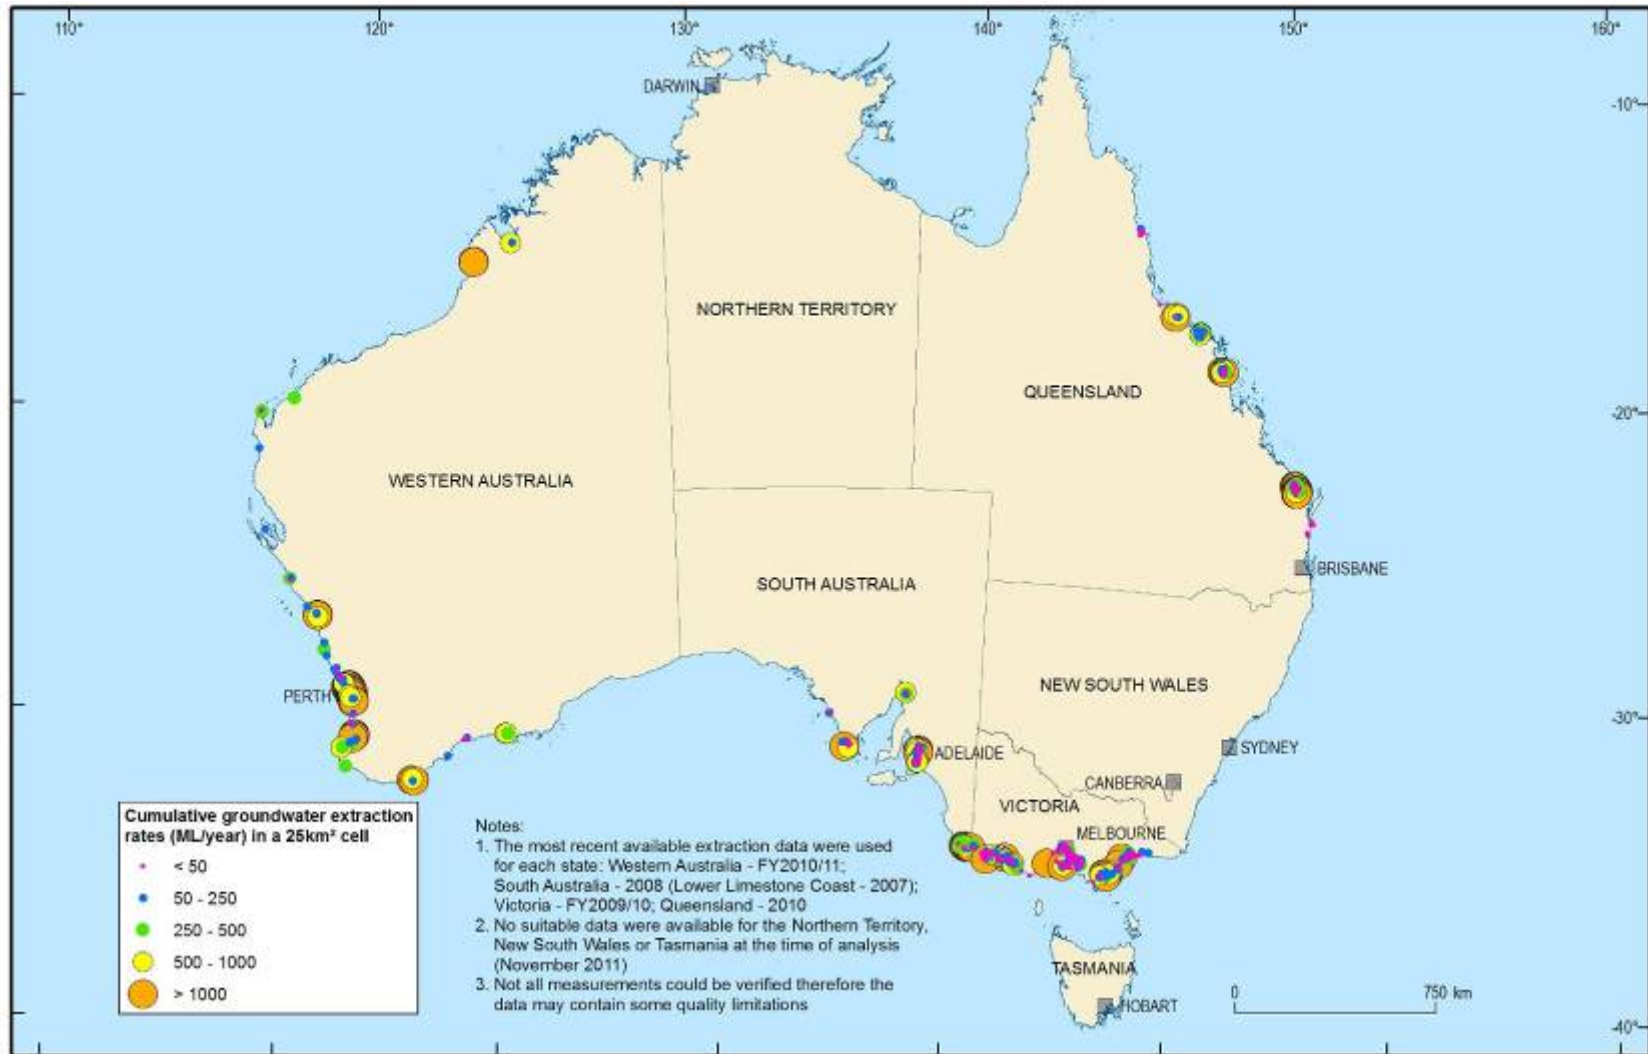 110°
120°
130°
140°
150°
160°
DARWIN
-10°
NORTHERN TERRITORY
QUEENSLAND
-20°
WESTERN AUSTRALIA
SOUTH AUSTRALIA
BRISBANE
NEW SOUTH WALES
PERTH
-30°
SYDNEY
ADELAIDE
CANBERRA
VICTORIA
MELBOURNE
Cumulative groundwater extraction
rates (ML/year) in a 25km² cell
< 50
50 - 250
250 - 500
500 - 1000
> 1000
Notes:
1. The most recent available extraction data were used
for each state: Western Australia - FY2010/11;
South Australia - 2008 (Lower Limestone Coast - 2007);
Victoria - FY2009/10; Queensland - 2010
2. No suitable data were available for the Northern Territory,
New South Wales or Tasmania at the time of analysis
(November 2011)
3. Not all measurements could be verified therefore the
data may contain some quality limitations
TASMANIA
HOBART
0 750 km
-40°